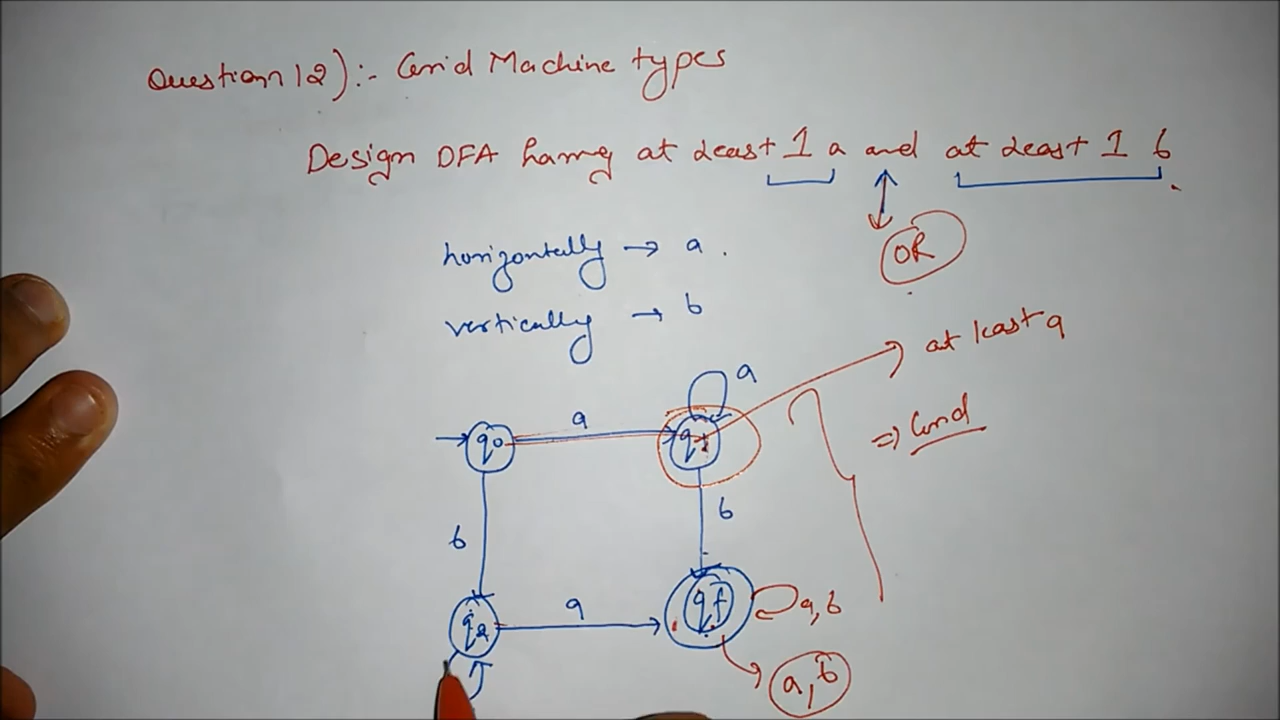 Question 12) :- Grid Machine types
Design DFA having at least 1 a and at least 1 b.
OR
horizontally → a.
vertically → b
at least a
a
a
q0
q1
⇒ Grid
b
b
a
q2
qf
a,b
a,b